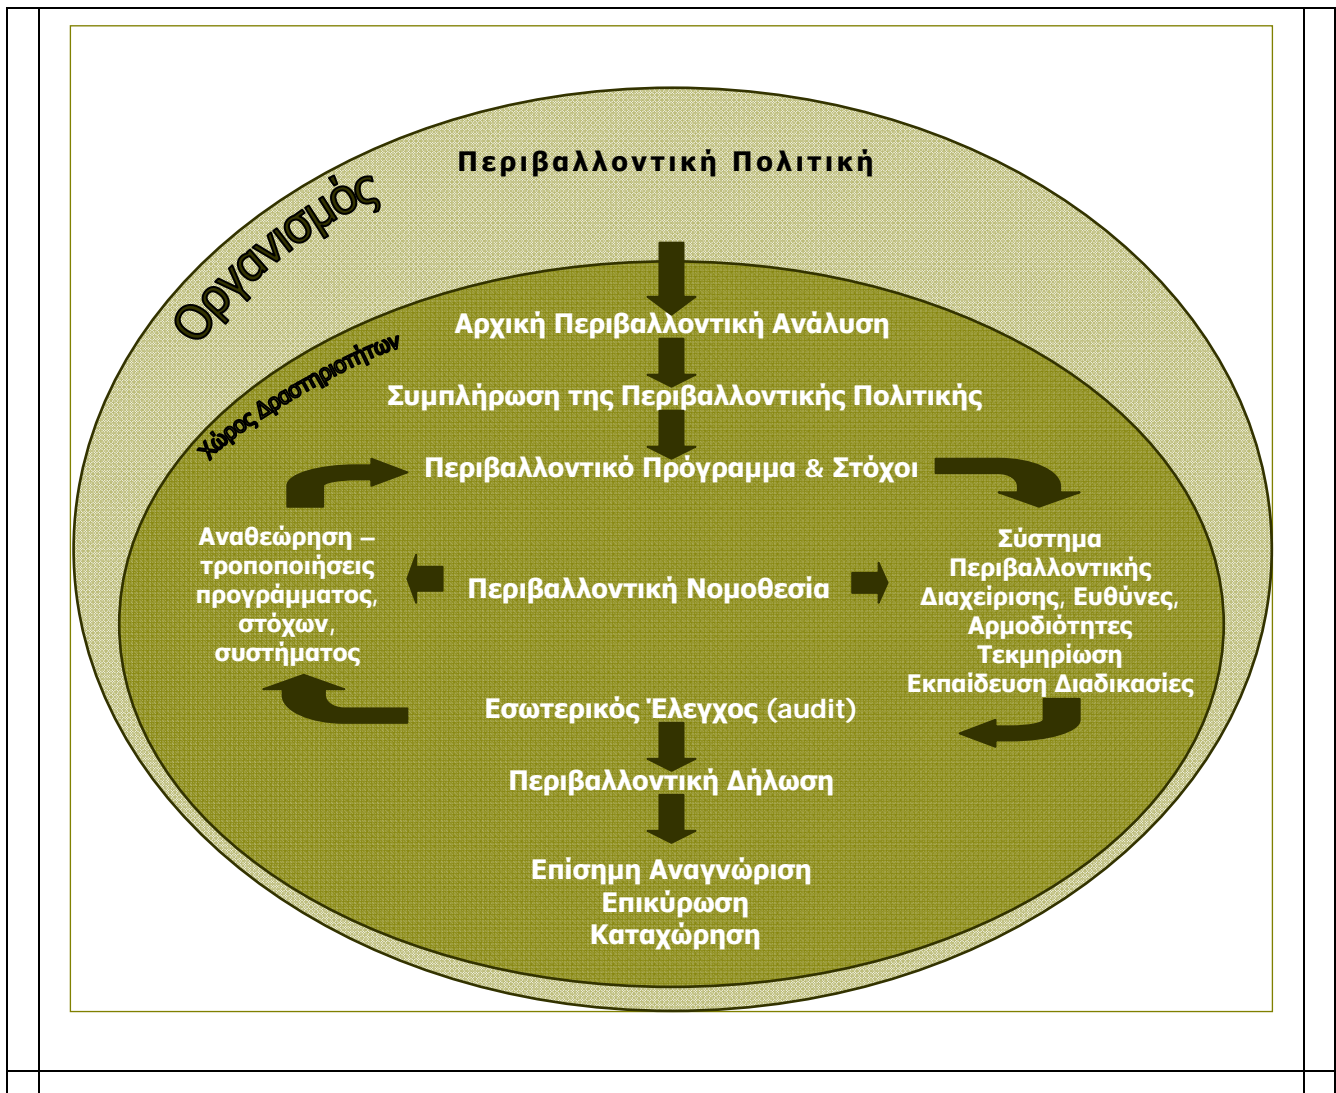 Περιβαλλοντική Πολιτική
Οργανισμός
Χώρος Δραστηριοτήτων
Αρχική Περιβαλλοντική Ανάλυση
Συμπλήρωση της Περιβαλλοντικής Πολιτικής
Περιβαλλοντικό Πρόγραμμα & Στόχοι
Αναθεώρηση –
τροποποιήσεις
προγράμματος,
στόχων,
συστήματος
Περιβαλλοντική Νομοθεσία
Σύστημα
Περιβαλλοντικής
Διαχείρισης, Ευθύνες,
Αρμοδιότητες
Τεκμηρίωση
Εκπαίδευση Διαδικασίες
Εσωτερικός Έλεγχος (audit)
Περιβαλλοντική Δήλωση
Επίσημη Αναγνώριση
Επικύρωση
Καταχώρηση